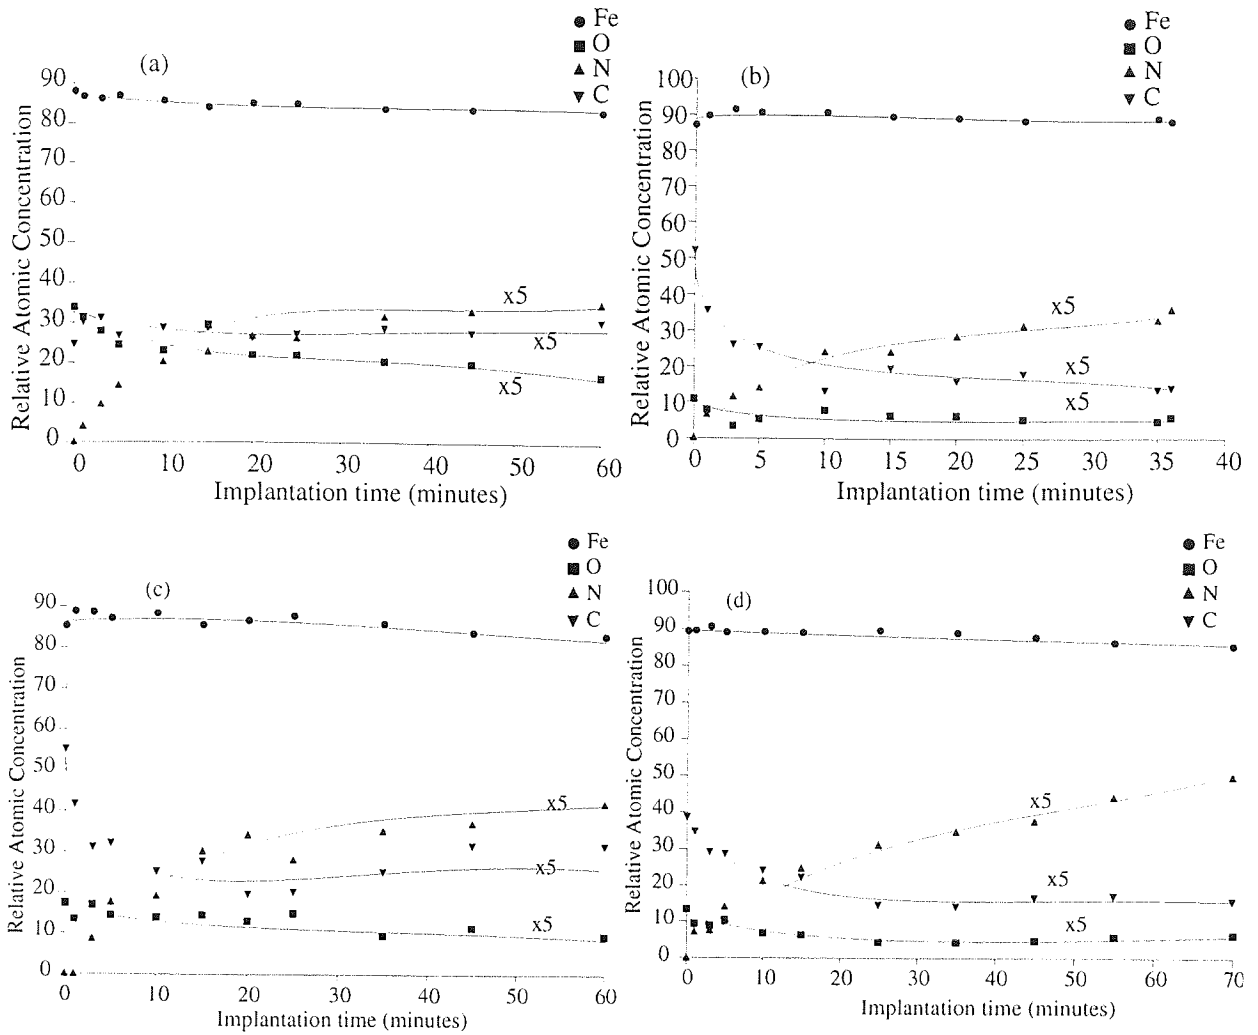 Fe
O
N
C
(a)
90
80
70
60
50
40
30
20
10
0
Relative Atomic Concentration
x5
x5
x5
0 10 20 30 40 50 60
Implantation time (minutes)
Fe
O
N
C
(b)
100
90
80
70
60
50
40
30
20
10
0
Relative Atomic Concentration
x5
x5
x5
0 5 10 15 20 25 30 35 40
Implantation time (minutes)
Fe
O
N
C
(c)
90
80
70
60
50
40
30
20
10
0
Relative Atomic Concentration
x5
x5
x5
0 10 20 30 40 50 60
Implantation time (minutes)
Fe
O
N
C
(d)
100
90
80
70
60
50
40
30
20
10
0
Relative Atomic Concentration
x5
x5
x5
0 10 20 30 40 50 60 70
Implantation time (minutes)